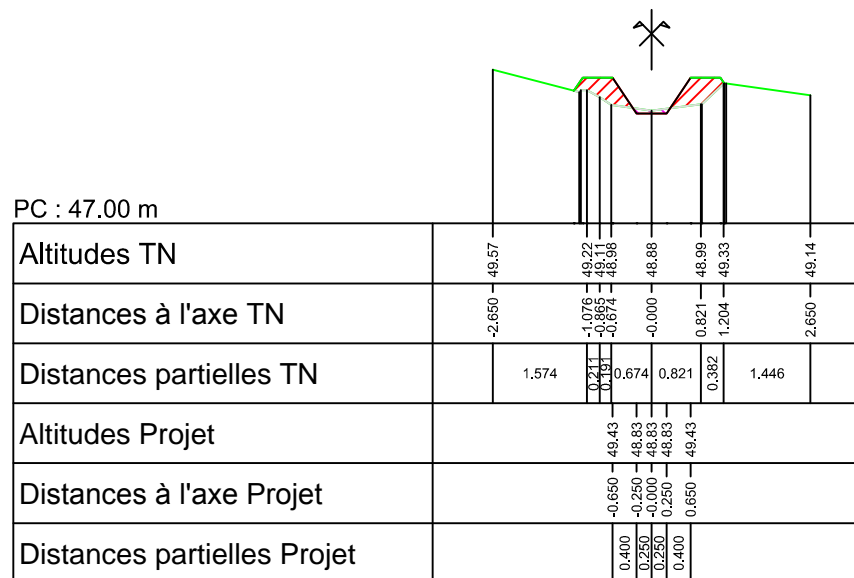 PC : 47.00 m
Altitudes TN 49.57 49.22 49.11 48.98 48.88 48.99 49.33 49.14
Distances à l'axe TN -2.650 -1.076 -0.865 -0.674 -0.000 0.821 1.204 2.650
Distances partielles TN 1.574 0.211 0.191 0.674 0.821 0.382 1.446
Altitudes Projet 49.43 48.83 48.83 48.83 49.43
Distances à l'axe Projet -0.650 -0.250 -0.000 0.250 0.650
Distances partielles Projet 0.400 0.250 0.250 0.400